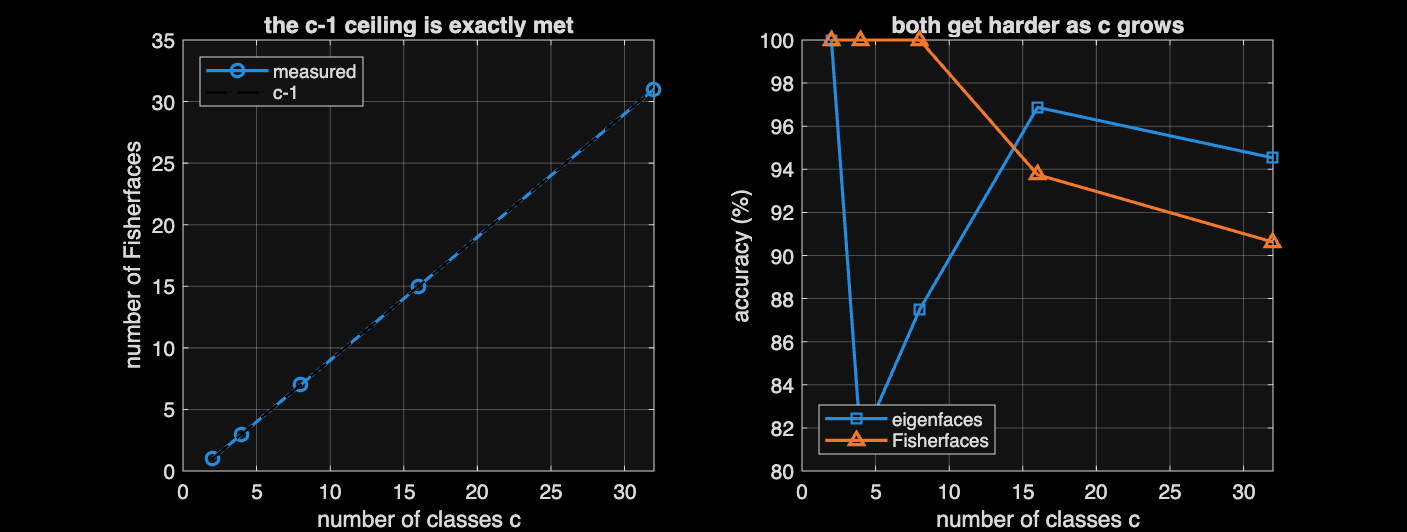 the c-1 ceiling is exactly met
number of Fisherfaces
35
30
25
20
15
10
5
0
measured
c-1
0 5 10 15 20 25 30
number of classes c
both get harder as c grows
accuracy (%)
100
98
96
94
92
90
88
86
84
82
80
eigenfaces
Fisherfaces
0 5 10 15 20 25 30
number of classes c